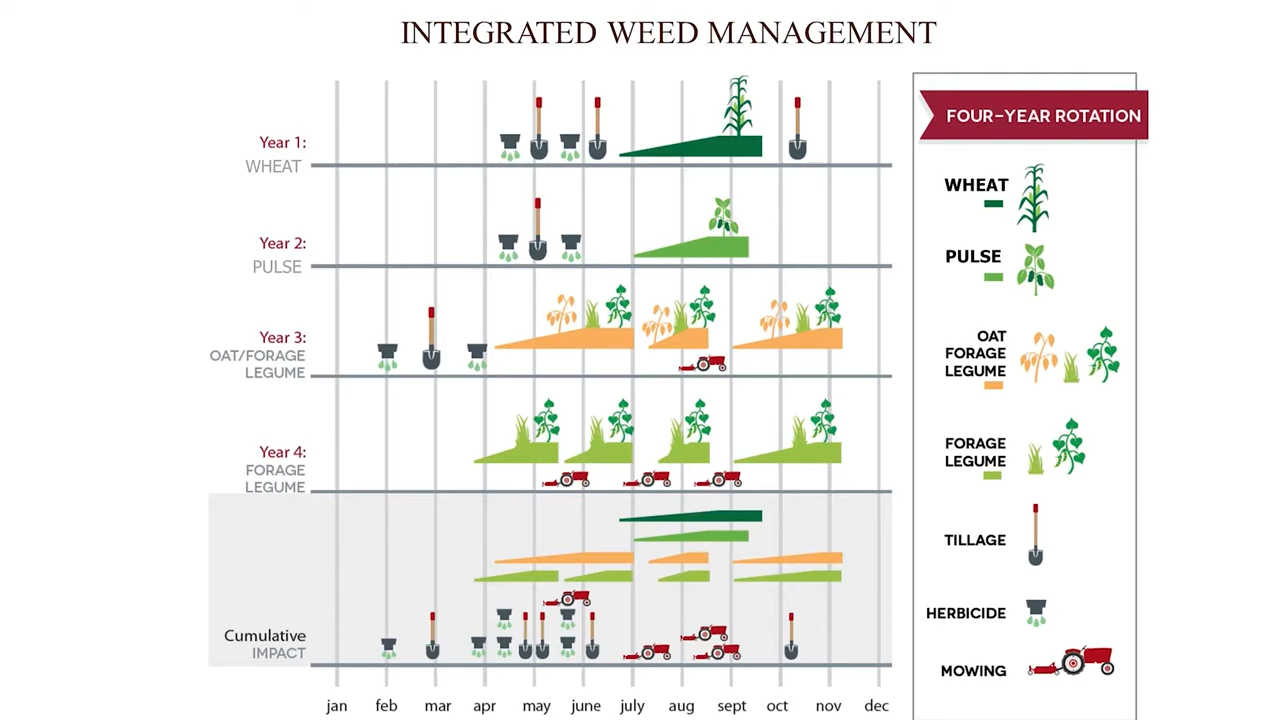 INTEGRATED WEED MANAGEMENT
Year 1:
WHEAT
Year 2:
PULSE
Year 3:
OAT/FORAGE
LEGUME
Year 4:
FORAGE
LEGUME
Cumulative
IMPACT
jan feb mar apr may june july aug sept oct nov dec
FOUR-YEAR ROTATION
WHEAT
PULSE
OAT
FORAGE
LEGUME
FORAGE
LEGUME
TILLAGE
HERBICIDE
MOWING